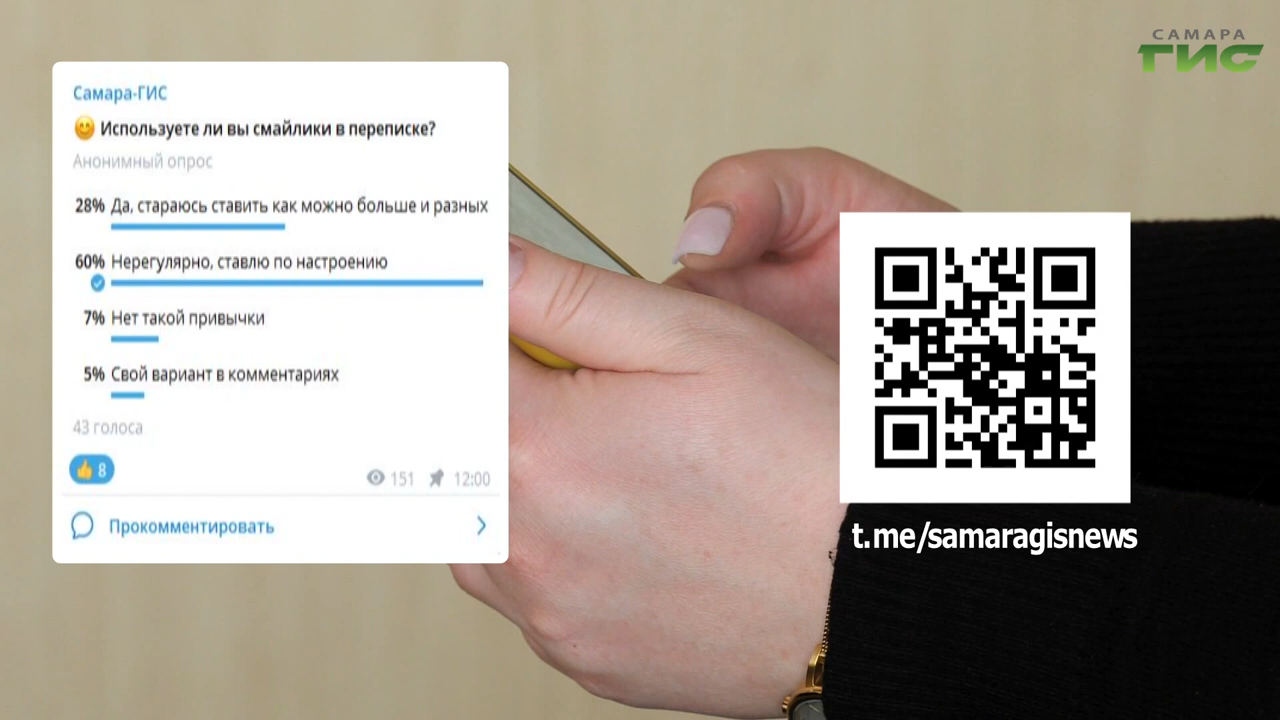 САМАРА
ГИС
Самара-ГИС
😊 Используете ли вы смайлики в переписке?
Анонимный опрос
28% Да, стараюсь ставить как можно больше и разных
60% Нерегулярно, ставлю по настроению
7% Нет такой привычки
5% Свой вариант в комментариях
43 голоса
👍 8
151 12:00
Прокомментировать
t.me/samaragisnews